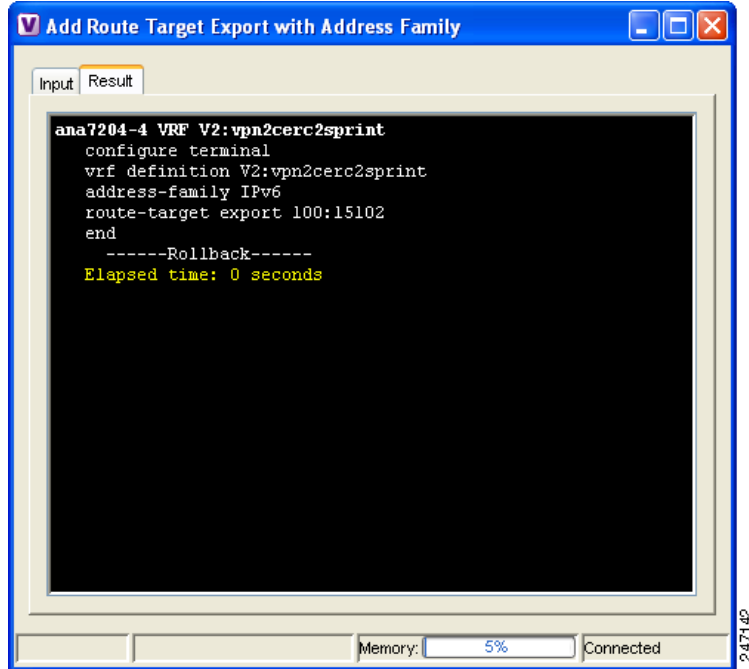 V Add Route Target Export with Address Family
Input Result
ana7204-4 VRF V2:vpn2cerc2sprint
configure terminal
vrf definition V2:vpn2cerc2sprint
address-family IPv6
route-target export 100:15102
end
------Rollback------
Elapsed time: 0 seconds
Memory: 5% Connected
247142